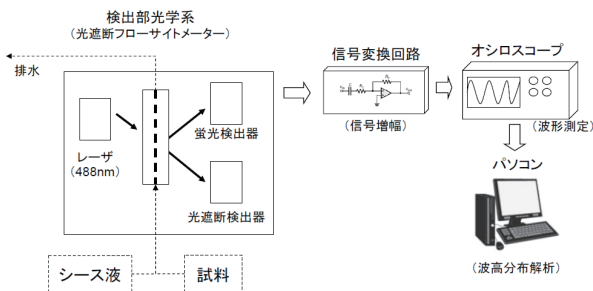 検出部光学系
(光遮断フローサイトメーター)
排水
レーザ
(488nm)
蛍光検出器
光遮断検出器
シース液
試料
信号変換回路
(信号増幅)
オシロスコープ
(波形測定)
パソコン
(波高分布解析)